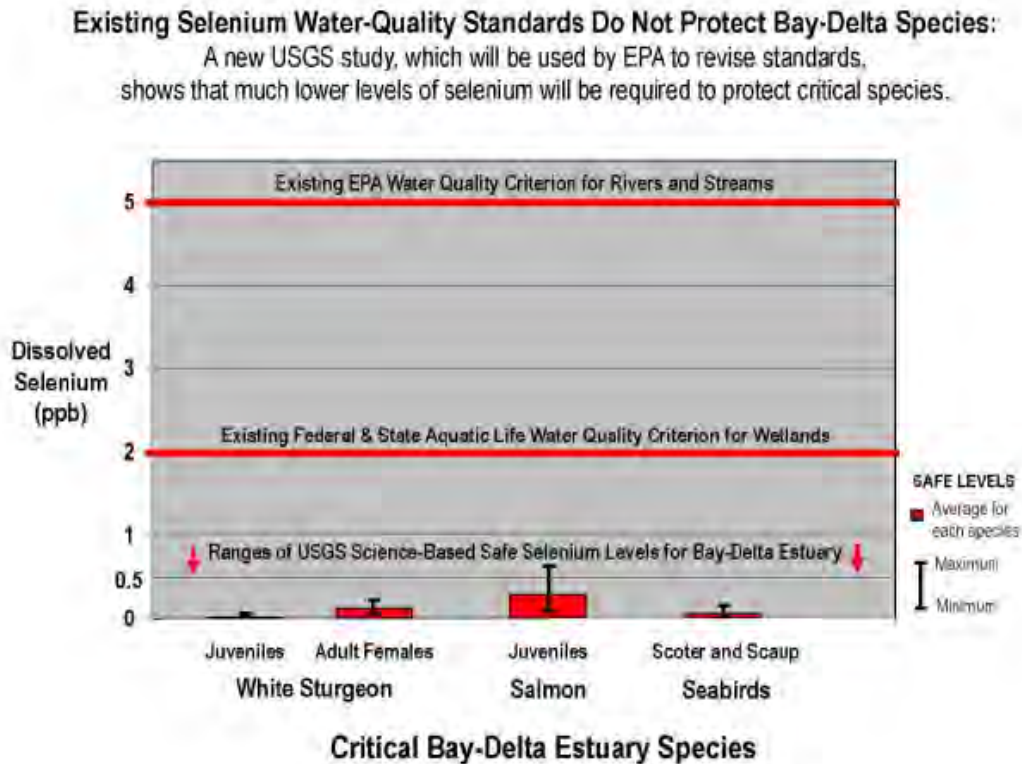 Existing Selenium Water-Quality Standards Do Not Protect Bay-Delta Species:
A new USGS study, which will be used by EPA to revise standards,
shows that much lower levels of selenium will be required to protect critical species.
Existing EPA Water Quality Criterion for Rivers and Streams
5
4
3
Dissolved
Selenium
(ppb)
Existing Federal & State Aquatic Life Water Quality Criterion for Wetlands
2
SAFE LEVELS
Average for
each species
Maximum
Minimum
1
Ranges of USGS Science-Based Safe Selenium Levels for Bay-Delta Estuary
0.5
0
Juveniles Adult Females Juveniles Scoter and Scaup
White Sturgeon Salmon Seabirds
Critical Bay-Delta Estuary Species